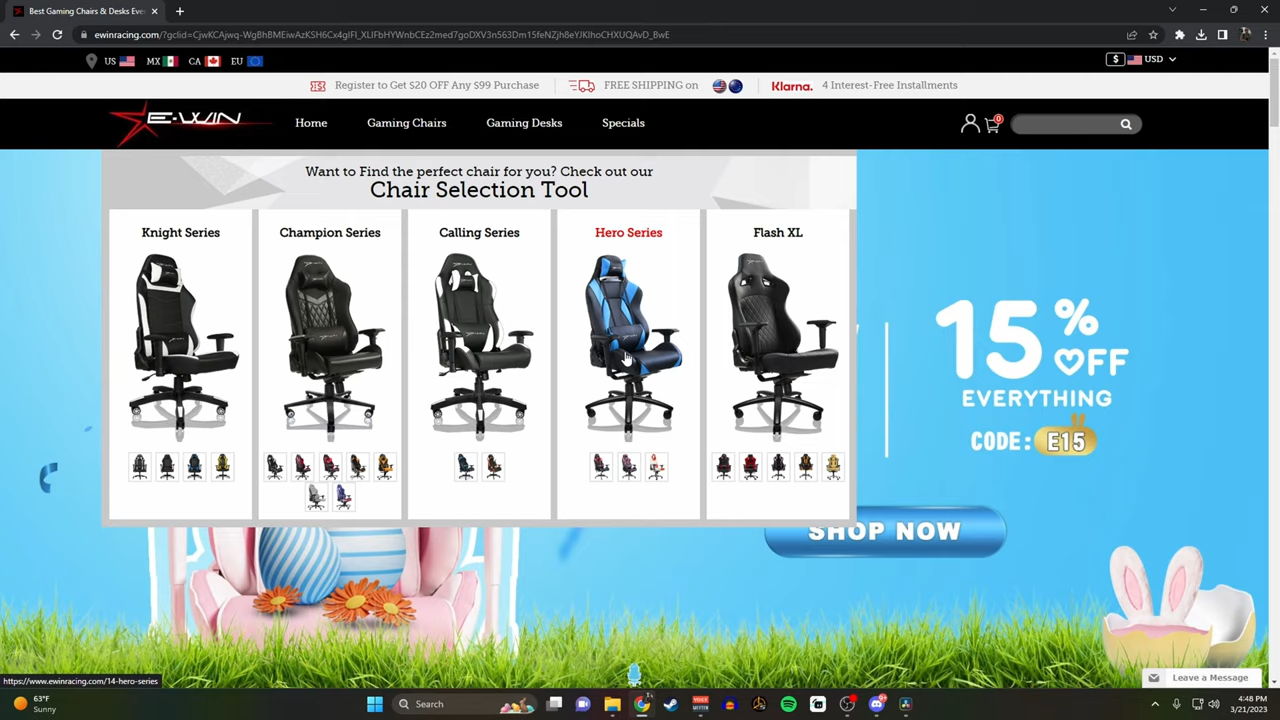 Best Gaming Chairs & Desks Ever
ewinracing.com/?gclid=CjwKCAjwq-WgBhBMEiwAzKSH6Cx4gIFI_XLIFbHYWnbCEz2med7goDXV3n563Dm15feNZjh8eYJKIhoCHXUQAvD_BwE
US MX CA EU $ USD
Register to Get $20 OFF Any $99 Purchase FREE SHIPPING on Klarna. 4 Interest-Free Installments
E-WIN Home Gaming Chairs Gaming Desks Specials 0
Want to Find the perfect chair for you? Check out our
Chair Selection Tool
Knight Series Champion Series Calling Series Hero Series Flash XL
15% OFF
EVERYTHING
CODE: E15
SHOP NOW
Leave a Message
https://www.ewinracing.com/14-hero-series
63°F
Sunny
Search
4:48 PM
3/21/2023